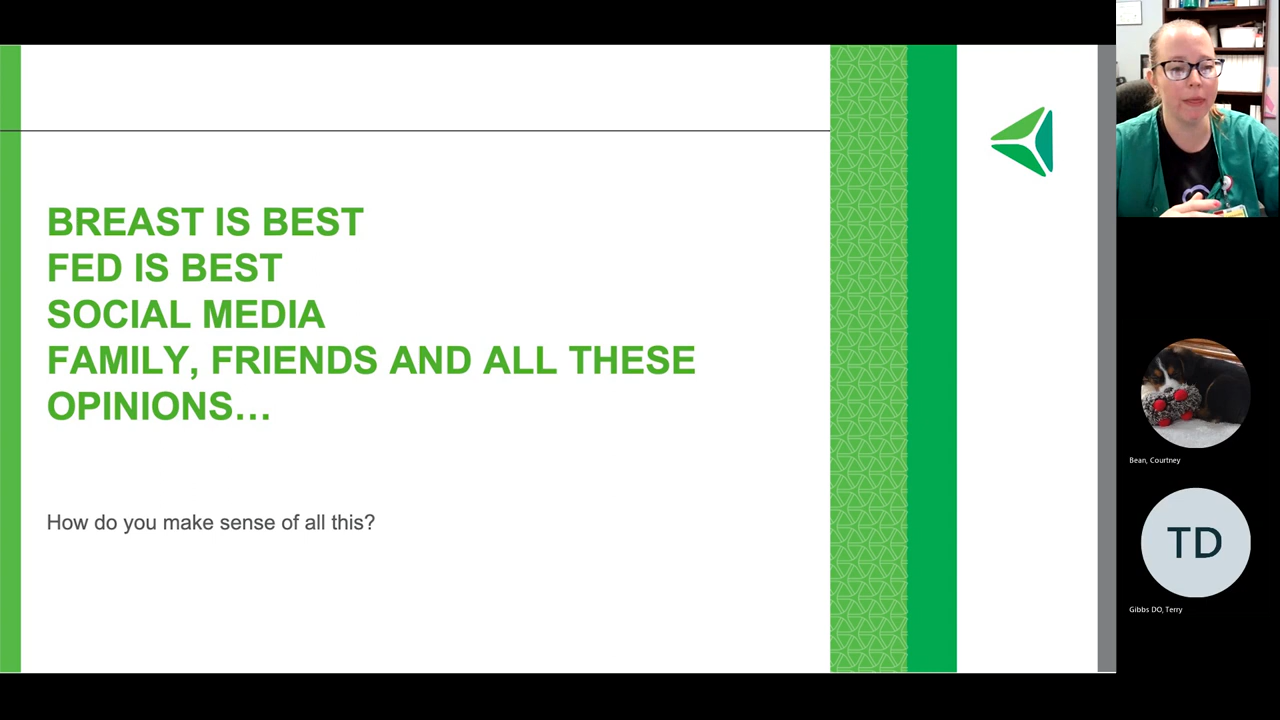 BREAST IS BEST
FED IS BEST
SOCIAL MEDIA
FAMILY, FRIENDS AND ALL THESE
OPINIONS…
How do you make sense of all this?
Bean, Courtney
TD
Gibbs DO, Terry